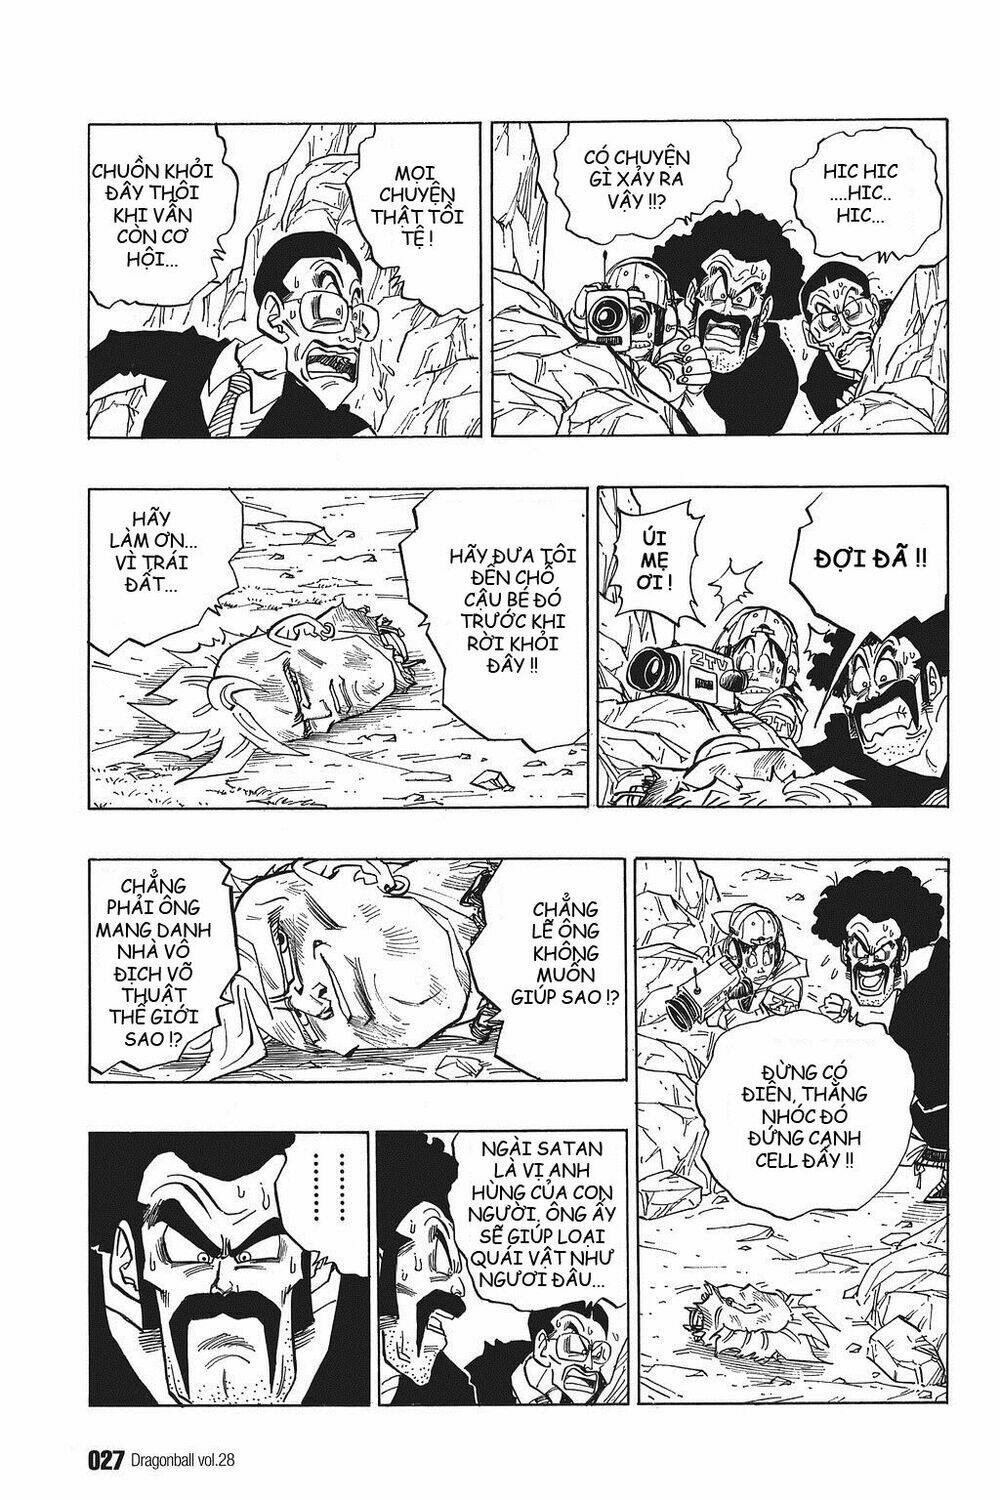 HIC HIC
....HIC..
HIC...
CÓ CHUYỆN
GÌ XẢY RA
VẬY !!?
MỌI
CHUYỆN
THẬT TỒI
TỆ !
CHUỒN KHỎI
ĐÂY THÔI
KHI VẪN
CÒN CƠ
HỘI...
ĐỢI ĐÃ !!
ÚI
MẸ
ƠI !
ZTV
HÃY ĐƯA TÔI
ĐẾN CHỖ
CẬU BÉ ĐÓ
TRƯỚC KHI
RỜI KHỎI
ĐÂY !!
HÃY
LÀM ƠN...
VÌ TRÁI
ĐẤT...
ĐỪNG CÓ
ĐIÊN, THẰNG
NHÓC ĐÓ
ĐỨNG CẠNH
CELL ĐẤY !!
CHẲNG
LẼ ÔNG
KHÔNG
MUỐN
GIÚP SAO !?
CHẲNG
PHẢI ÔNG
MANG DANH
NHÀ VÔ
ĐỊCH VÕ
THUẬT
THẾ GIỚI
SAO !?
NGÀI SATAN
LÀ VỊ ANH
HÙNG CỦA CON
NGƯỜI, ÔNG ẤY
SẼ GIÚP LOẠI
QUÁI VẬT NHƯ
NGƯƠI ĐÂU...
........
027 Dragonball vol.28